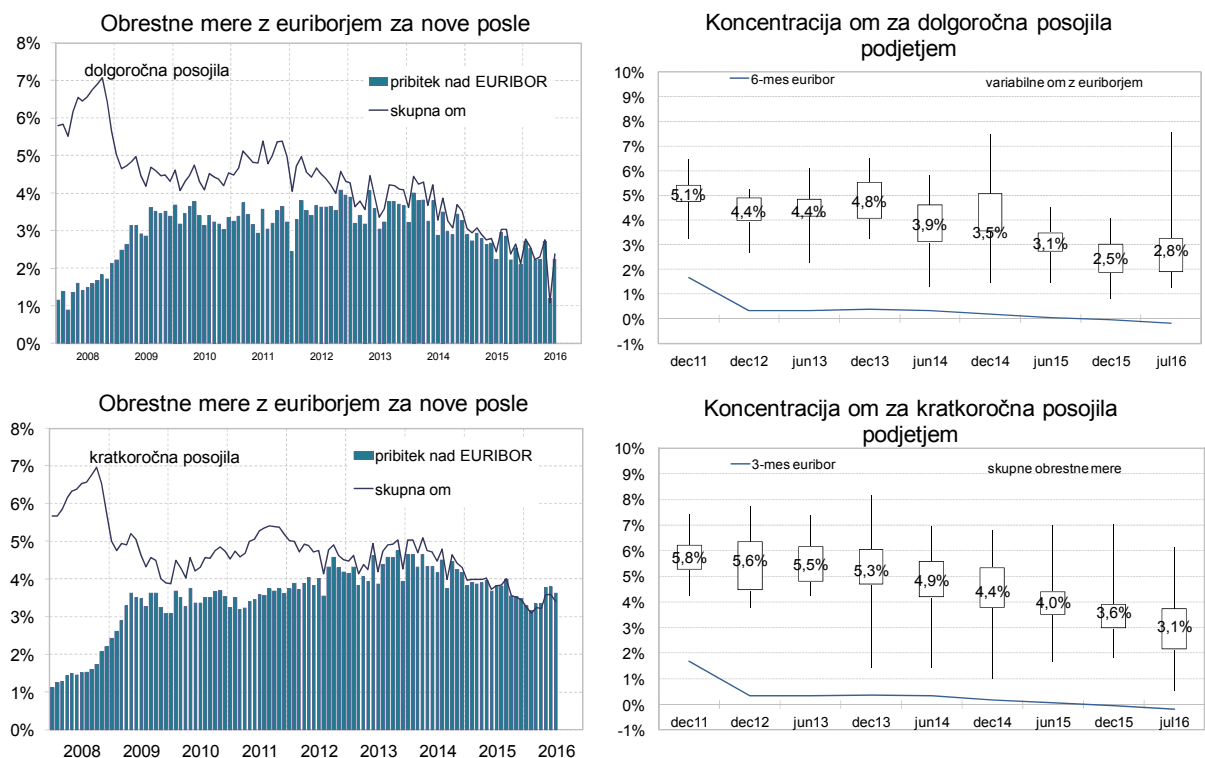 Obrestne mere z euriborjem za nove posle
8%
7%
6%
5%
4%
3%
2%
1%
0%
dolgoročna posojila
pribitek nad EURIBOR
skupna om
2008 2009 2010 2011 2012 2013 2014 2015 2016
Koncentracija om za dolgoročna posojila
podjetjem
10%
9%
8%
7%
6%
5%
4%
3%
2%
1%
0%
-1%
6-mes euribor
variabilne om z euriborjem
5,1% 4,4% 4,4% 4,8% 3,9% 3,5% 3,1% 2,5% 2,8%
dec11 dec12 jun13 dec13 jun14 dec14 jun15 dec15 jul16
Obrestne mere z euriborjem za nove posle
8%
7%
6%
5%
4%
3%
2%
1%
0%
kratkoročna posojila
pribitek nad EURIBOR
skupna om
2008 2009 2010 2011 2012 2013 2014 2015 2016
Koncentracija om za kratkoročna posojila
podjetjem
10%
9%
8%
7%
6%
5%
4%
3%
2%
1%
0%
-1%
3-mes euribor
skupne obrestne mere
5,8% 5,6% 5,5% 5,3% 4,9% 4,4% 4,0% 3,6% 3,1%
dec11 dec12 jun13 dec13 jun14 dec14 jun15 dec15 jul16